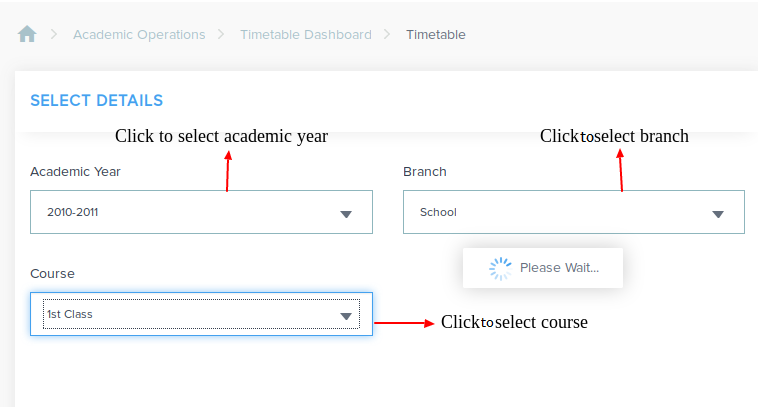 Academic Operations Timetable Dashboard Timetable
SELECT DETAILS
Click to select academic year
Clicktoselect branch
Academic Year
Branch
2010-2011
School
Please Wait...
Course
1st Class
Clicktoselect course